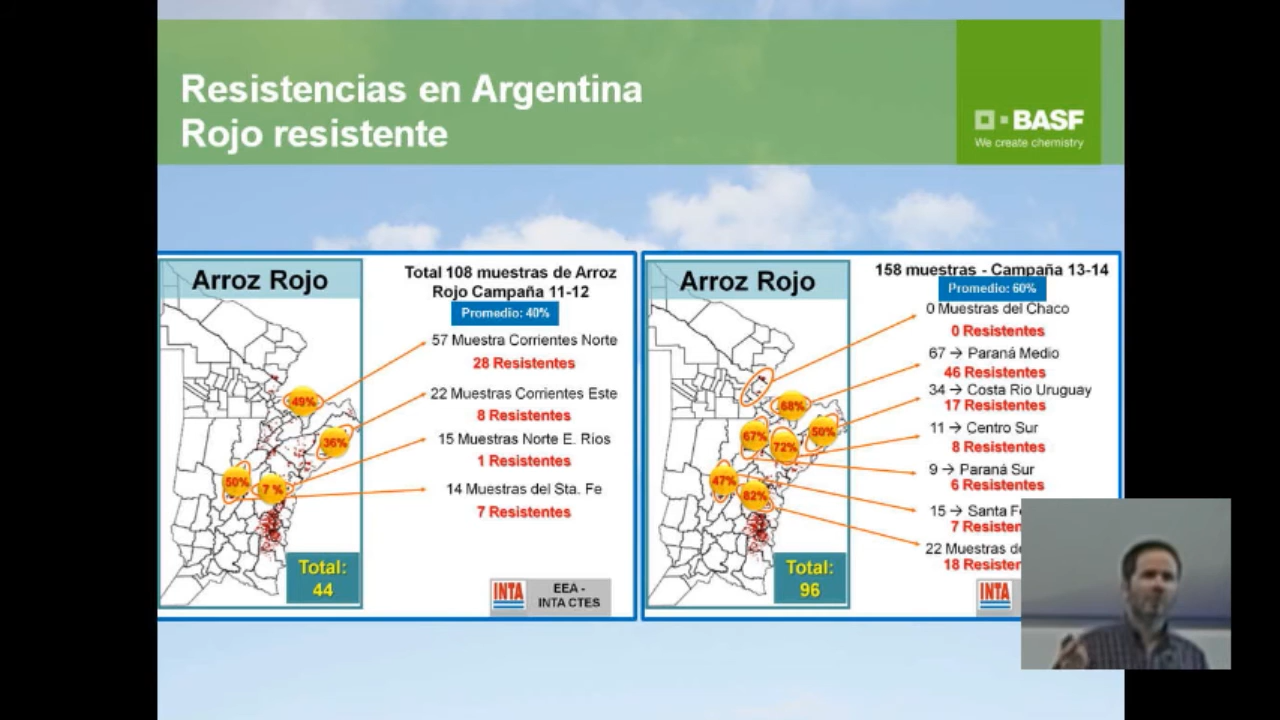 Resistencias en Argentina
Rojo resistente
BASF
We create chemistry
Arroz Rojo
Total 108 muestras de Arroz
Rojo Campaña 11-12
Promedio: 40%
57 Muestra Corrientes Norte
28 Resistentes
22 Muestras Corrientes Este
8 Resistentes
15 Muestras Norte E. Rios
1 Resistentes
14 Muestras del Sta. Fe
7 Resistentes
49%
36%
50%
7 %
Total:
44
INTA
EEA -
INTA CTES
Arroz Rojo
158 muestras - Campaña 13-14
Promedio: 60%
0 Muestras del Chaco
0 Resistentes
67 → Paraná Medio
46 Resistentes
34 → Costa Rio Uruguay
17 Resistentes
11 → Centro Sur
8 Resistentes
9 → Paraná Sur
6 Resistentes
15 → Santa
7
22 Muestras
18
68%
67%
72%
50%
47%
82%
Total:
96
INTA